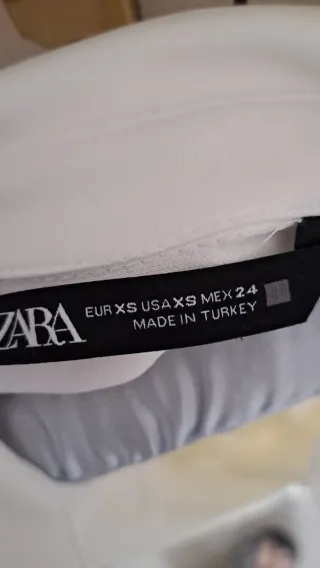 ZARA
EUR XS USA XS MEX 24
MADE IN TURKEY